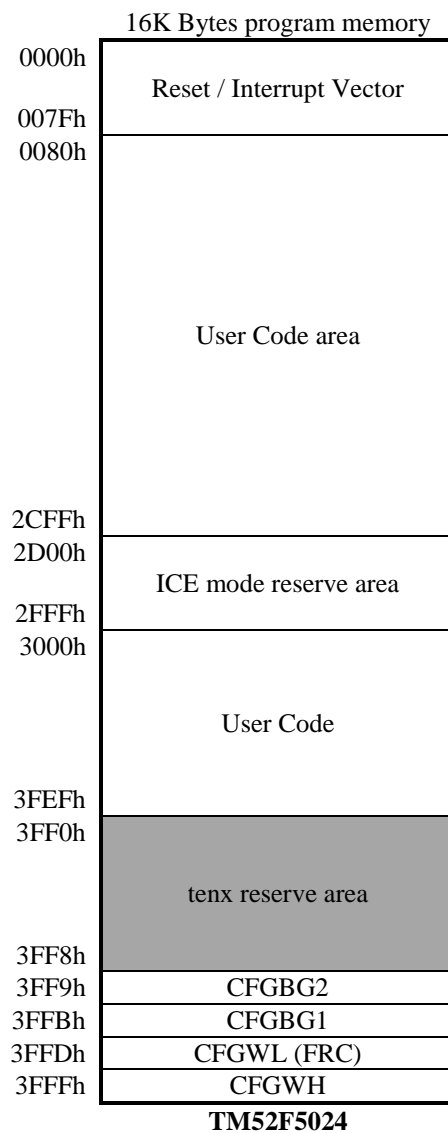 16K Bytes program memory
0000h
Reset / Interrupt Vector
007Fh
0080h
User Code area
2CFFh
2D00h
ICE mode reserve area
2FFFh
3000h
User Code
3FEFh
3FF0h
tenx reserve area
3FF8h
3FF9h CFGBG2
3FFBh CFGBG1
3FFDh CFGWL (FRC)
3FFFh CFGWH
TM52F5024